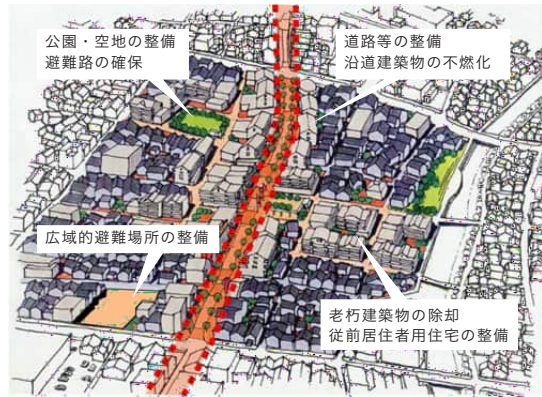 公園・空地の整備
避難路の確保
道路等の整備
沿道建築物の不燃化
広域的避難場所の整備
老朽建築物の除却
従前居住者用住宅の整備